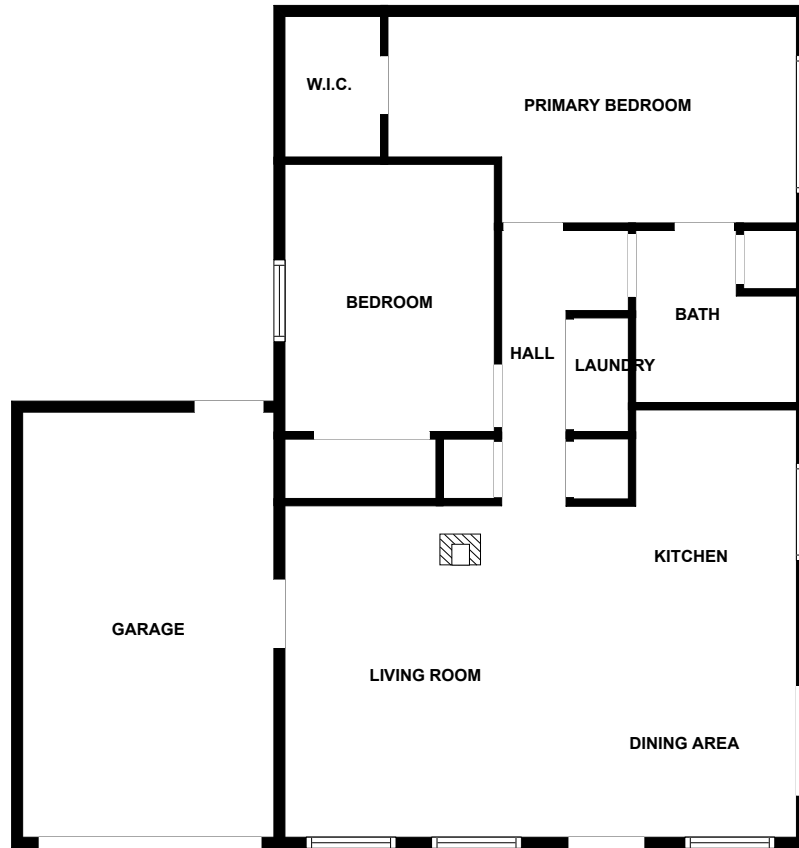 W.I.C.
PRIMARY BEDROOM
BEDROOM
BATH
HALL
LAUNDRY
KITCHEN
GARAGE
LIVING ROOM
DINING AREA